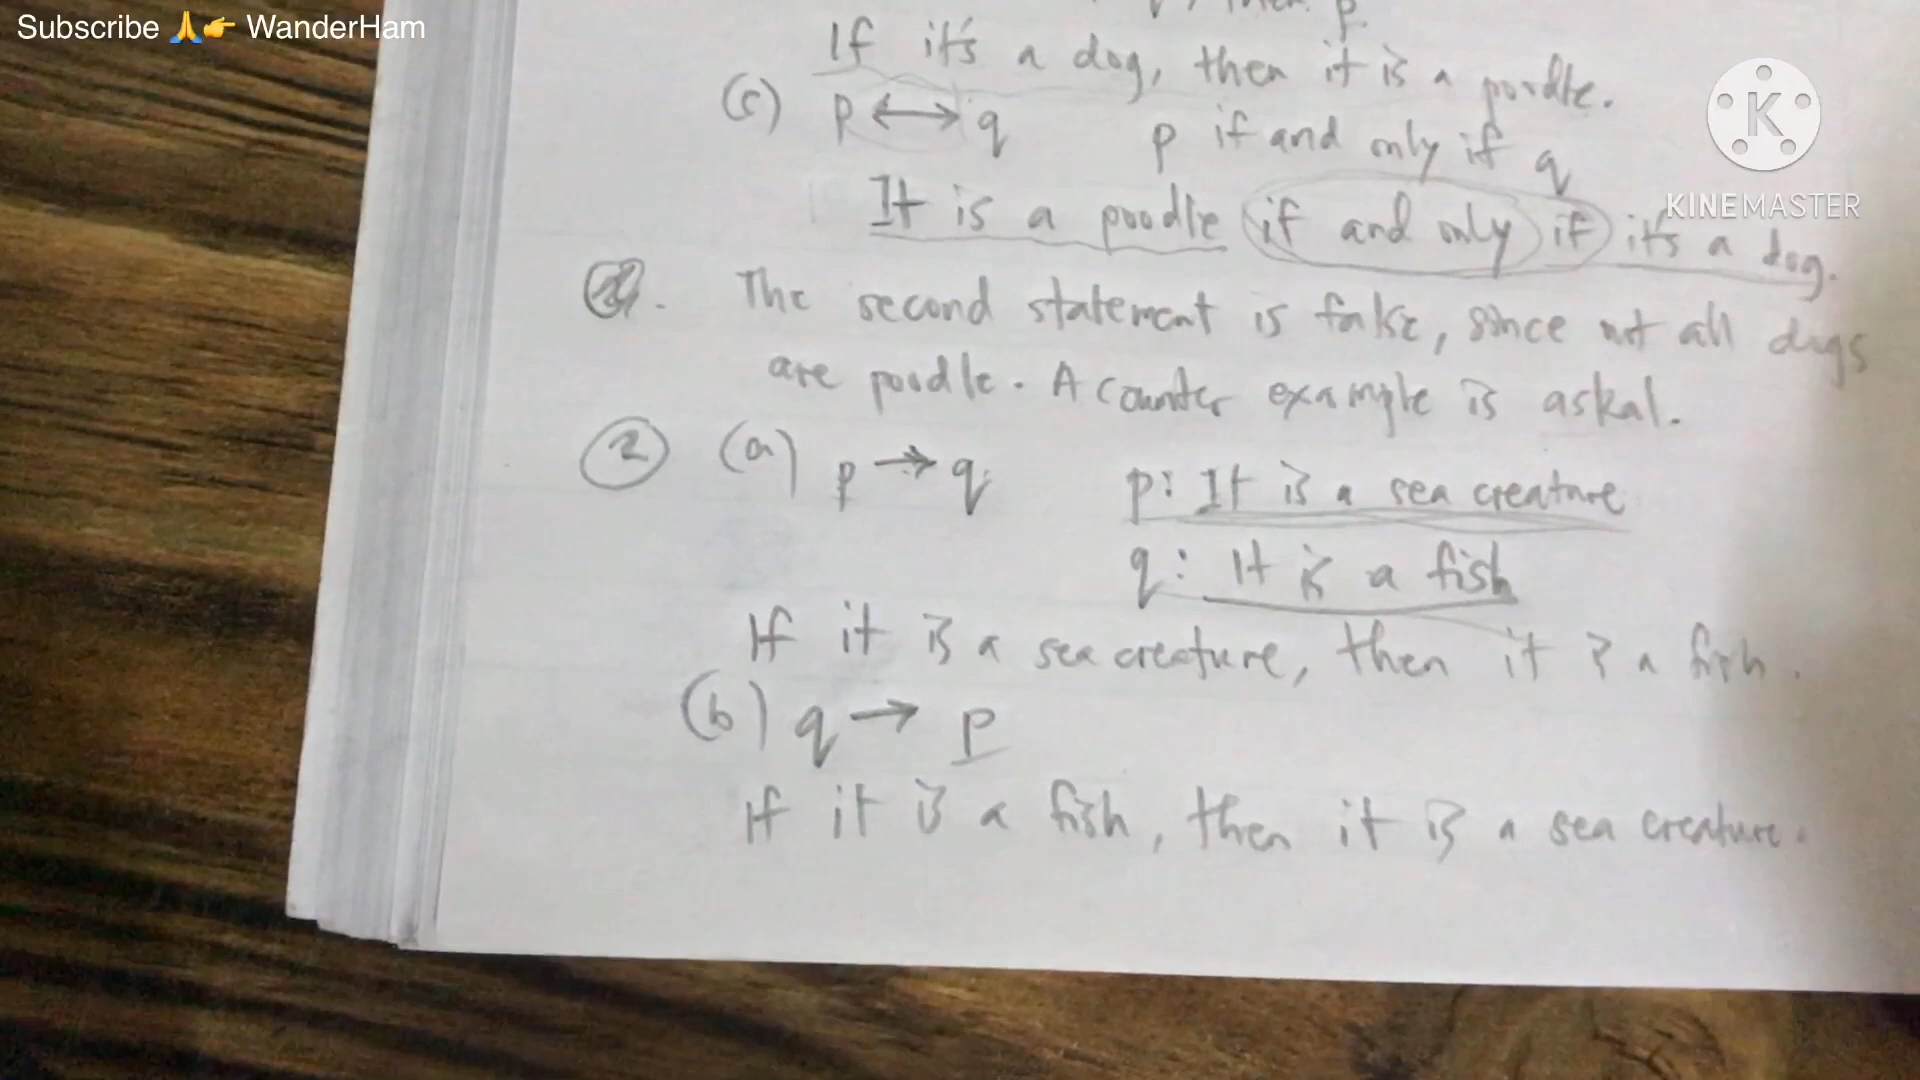 Subscribe 🙏👉 WanderHam
then p
If it's a dog, then it is a poodle.
(c) p ↔ q p if and only if q
It is a poodle if and only if it's a dog.
The second statement is false, since not all dogs
are poodle. A counter example is askal.
2 (a) p → q p: It is a sea creature
q: It is a fish
If it is a sea creature, then it is a fish.
(b) q → p
If it is a fish, then it is a sea creature.
K
KINEMASTER